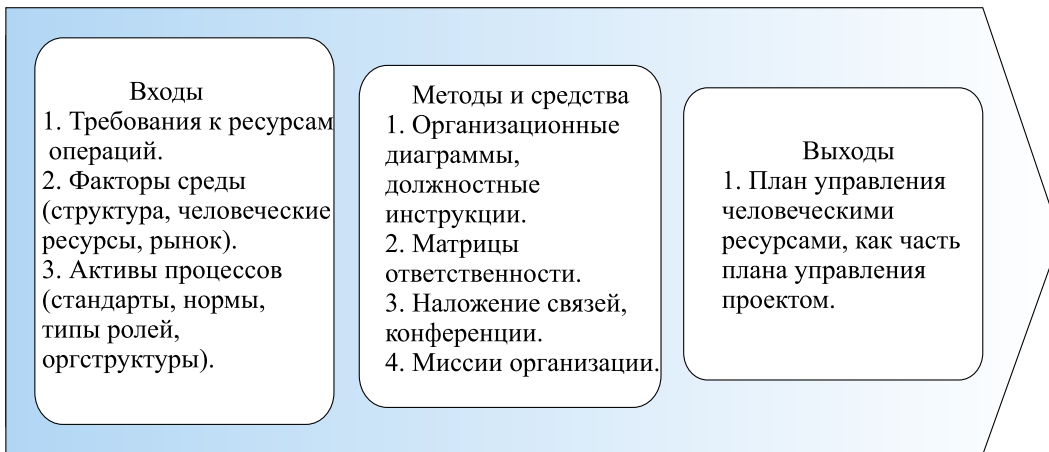 Входы
1. Требования к ресурсам
операций.
2. Факторы среды
(структура, человеческие
ресурсы, рынок).
3. Активы процессов
(стандарты, нормы,
типы ролей,
оргструктуры).
Методы и средства
1. Организационные
диаграммы,
должностные
инструкции.
2. Матрицы
ответственности.
3. Наложение связей,
конференции.
4. Миссии организации.
Выходы
1. План управления
человеческими
ресурсами, как часть
плана управления
проектом.